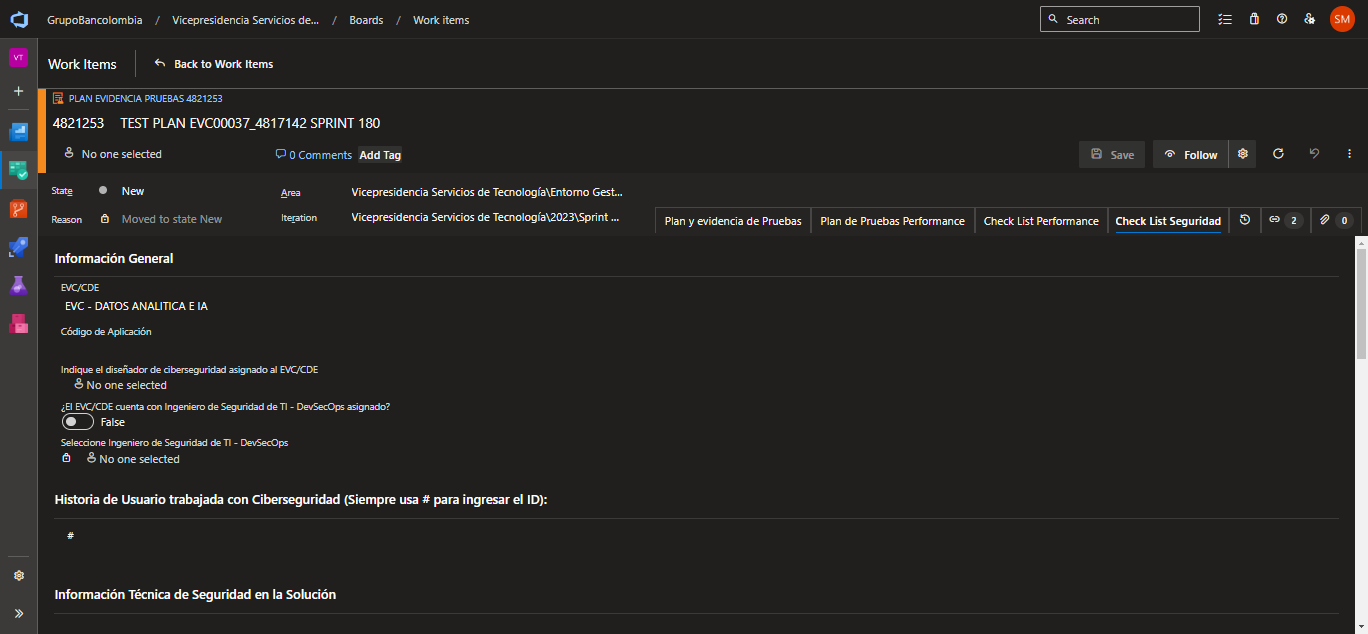 GrupoBancolombia / Vicepresidencia Servicios de... / Boards / Work items
Search
SM
VT
Work Items
Back to Work Items
PLAN EVIDENCIA PRUEBAS 4821253
4821253 TEST PLAN EVC00037_4817142 SPRINT 180
No one selected
0 Comments
Add Tag
Save
Follow
State
New
Area
Vicepresidencia Servicios de Tecnología\Entorno Gest...
Reason
Moved to state New
Iteration
Vicepresidencia Servicios de Tecnología\2023\Sprint ...
Plan y evidencia de Pruebas
Plan de Pruebas Performance
Check List Performance
Check List Seguridad
2
0
Información General
EVC/CDE
EVC - DATOS ANALITICA E IA
Código de Aplicación
Indique el diseñador de ciberseguridad asignado al EVC/CDE
No one selected
¿El EVC/CDE cuenta con Ingeniero de Seguridad de TI - DevSecOps asignado?
False
Seleccione Ingeniero de Seguridad de TI - DevSecOps
No one selected
Historia de Usuario trabajada con Ciberseguridad (Siempre usa # para ingresar el ID):
#
Información Técnica de Seguridad en la Solución